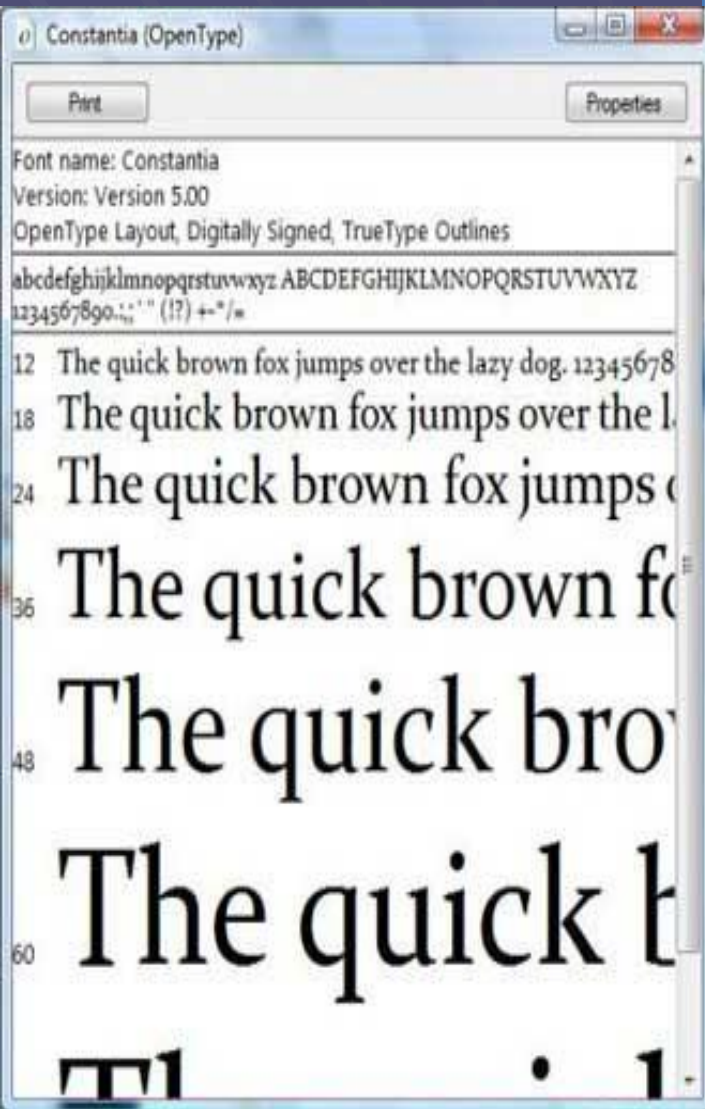 Constantia (OpenType)
Print Properties
Font name: Constantia
Version: Version 5.00
OpenType Layout, Digitally Signed, TrueType Outlines
abcdefghijklmnopqrstuvwxyz ABCDEFGHIJKLMNOPQRSTUVWXYZ
1234567890.:,;' " (!?) +-*/=
12 The quick brown fox jumps over the lazy dog. 12345678
18 The quick brown fox jumps over the l
24 The quick brown fox jumps
36 The quick brown fo
48 The quick brow
60 The quick b